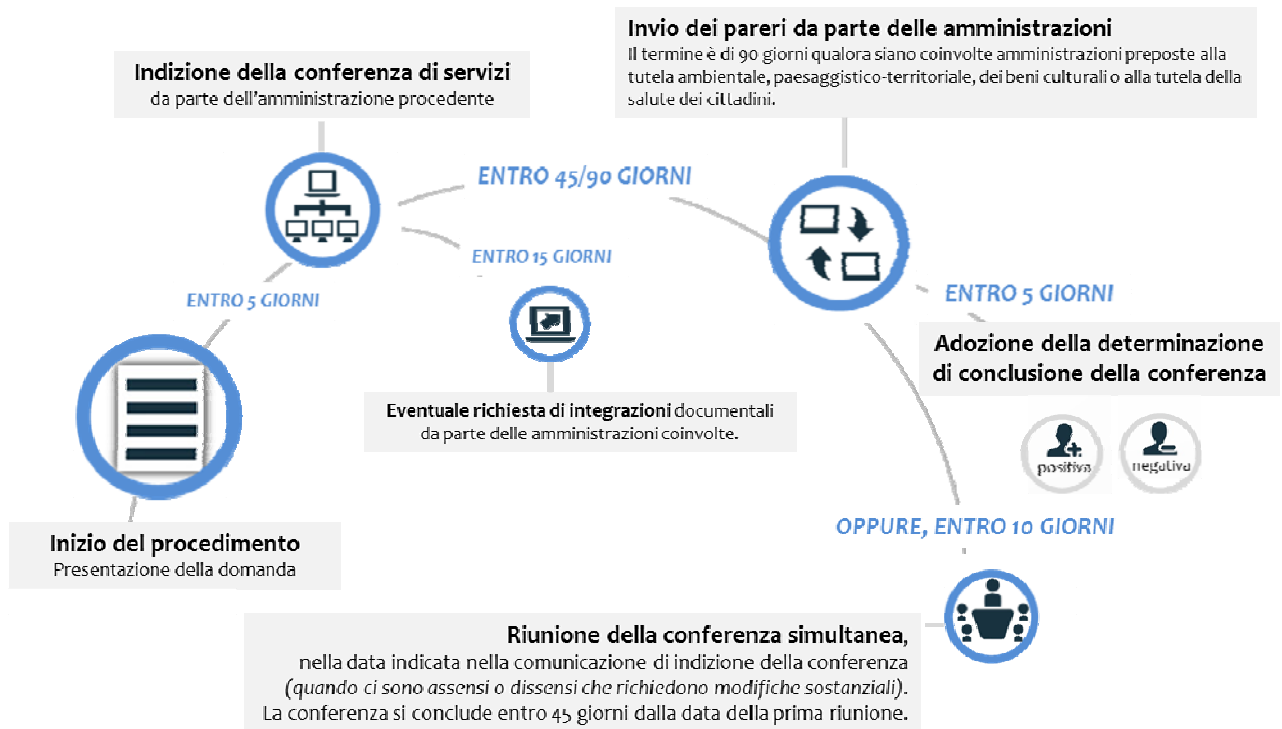 Invio dei pareri da parte delle amministrazioni
Il termine è di 90 giorni qualora siano coinvolte amministrazioni preposte alla
tutela ambientale, paesaggistico-territoriale, dei beni culturali o alla tutela della
salute dei cittadini.
Indizione della conferenza di servizi
da parte dell'amministrazione procedente
ENTRO 45/90 GIORNI
ENTRO 15 GIORNI
ENTRO 5 GIORNI
ENTRO 5 GIORNI
Adozione della determinazione
di conclusione della conferenza
positiva
negativa
Eventuale richiesta di integrazioni documentali
da parte delle amministrazioni coinvolte.
OPPURE, ENTRO 10 GIORNI
Inizio del procedimento
Presentazione della domanda
Riunione della conferenza simultanea,
nella data indicata nella comunicazione di indizione della conferenza
(quando ci sono assensi o dissensi che richiedono modifiche sostanziali).
La conferenza si conclude entro 45 giorni dalla data della prima riunione.